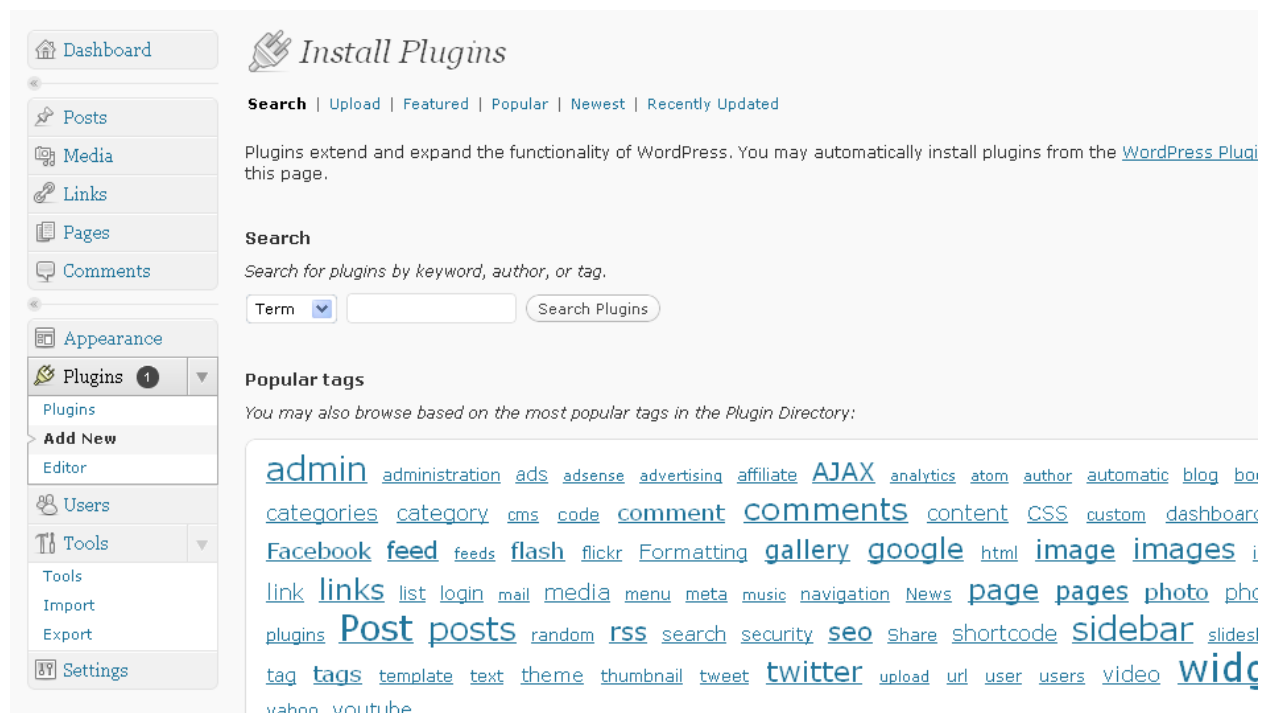 Dashboard
Posts
Media
Links
Pages
Comments
Appearance
Plugins 1
Plugins
Add New
Editor
Users
Tools
Tools
Import
Export
Settings
Install Plugins
Search | Upload | Featured | Popular | Newest | Recently Updated
Plugins extend and expand the functionality of WordPress. You may automatically install plugins from the WordPress Plugi
this page.
Search
Search for plugins by keyword, author, or tag.
Term Search Plugins
Popular tags
You may also browse based on the most popular tags in the Plugin Directory:
admin administration ads adsense advertising affiliate AJAX analytics atom author automatic blog
categories category cms code comment comments content CSS custom dashboard
Facebook feed feeds flash flickr Formatting gallery google html image images
link links list login mail media menu meta music navigation News page pages photo
plugins Post posts random rss search security seo Share shortcode sidebar
tag tags template text theme thumbnail tweet twitter upload url user users video
yahoo youtube